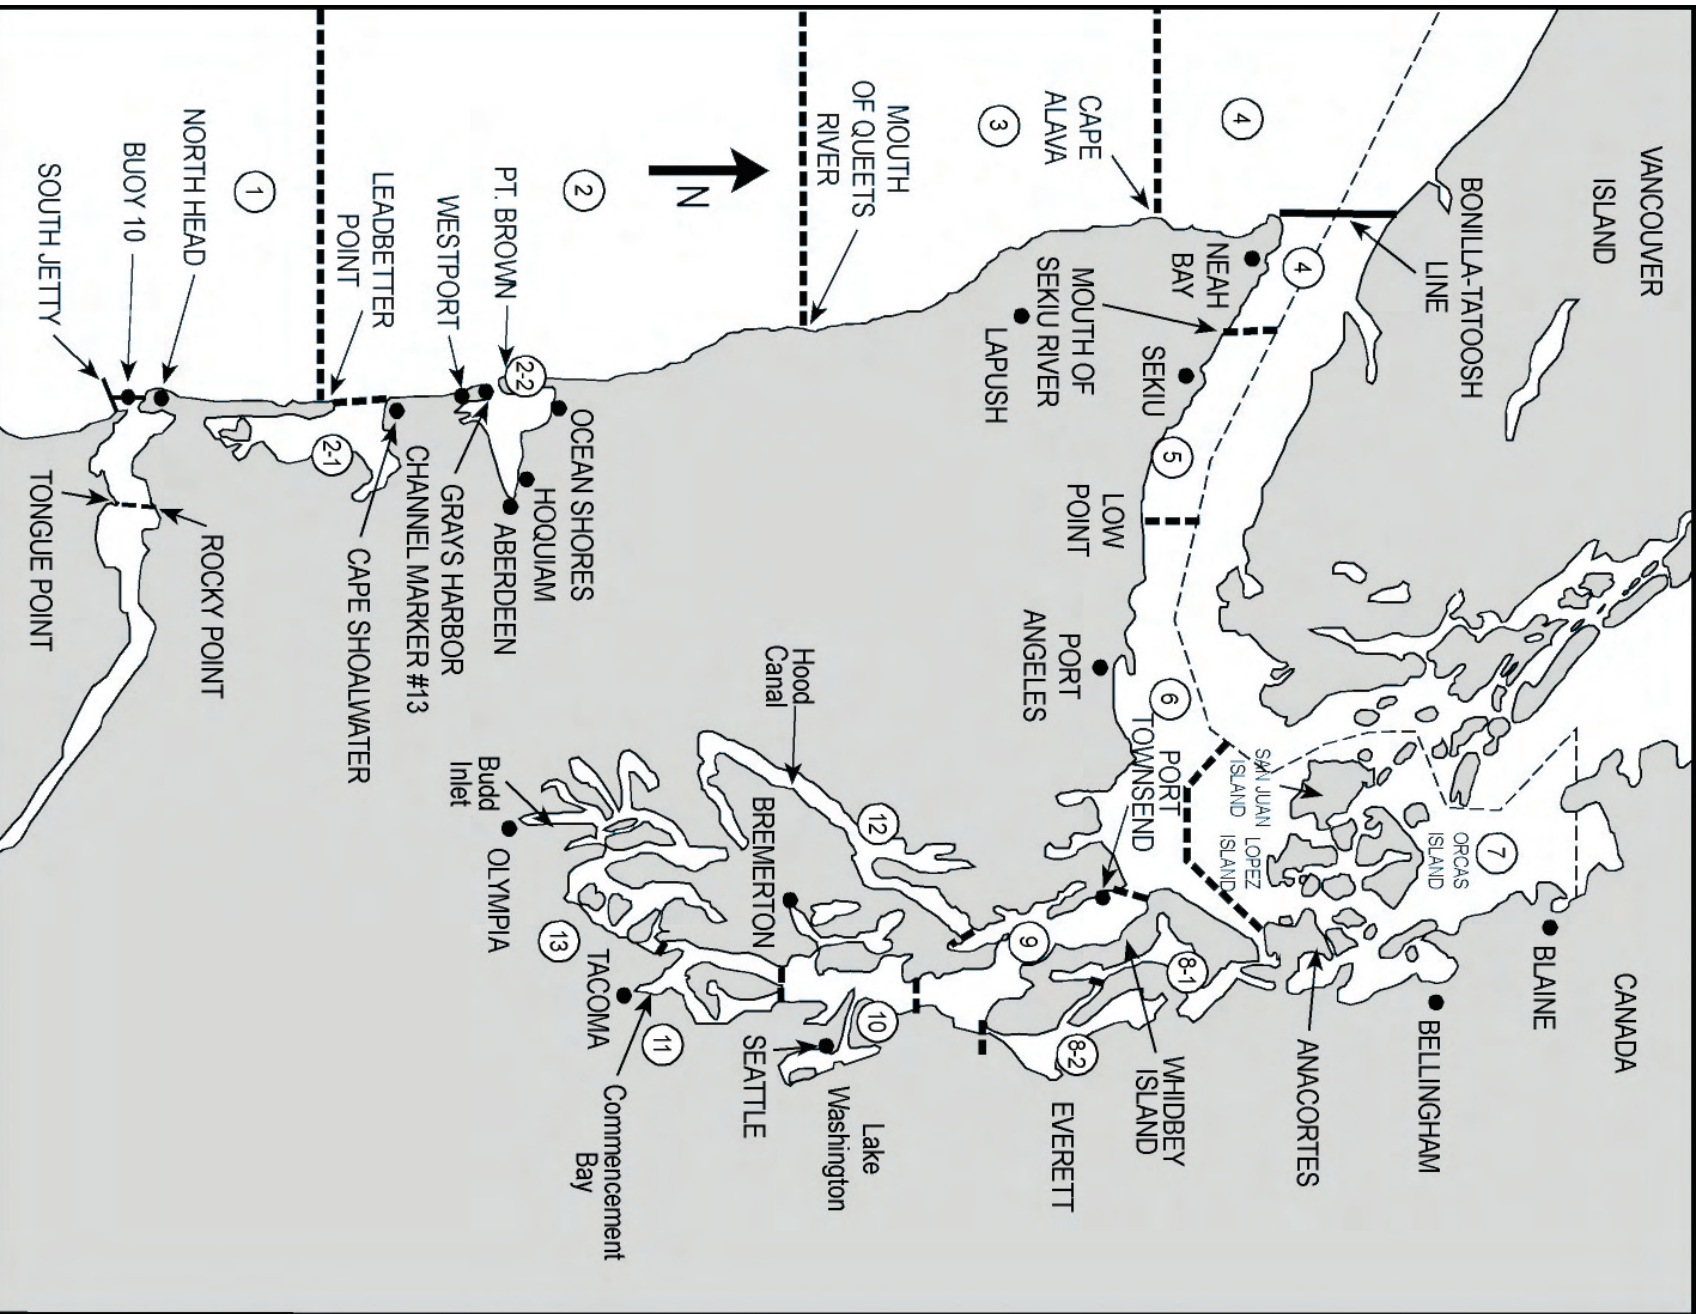 VANCOUVER
ISLAND
CANADA
BONILLA-TATOOSH
LINE
4
4
CAPE
ALAVA
3
NEAH
BAY
MOUTH OF
SEKIU RIVER
SEKIU
LAPUSH
5
LOW
POINT
PORT
ANGELES
6
PORT
TOWNSEND
SAN JUAN
ISLAND
LOPEZ
ISLAND
ORCAS
ISLAND
7
BLAINE
BELLINGHAM
ANACORTES
WHIDBEY
ISLAND
8-1
8-2
EVERETT
9
10
Lake
Washington
SEATTLE
11
Commencement
Bay
TACOMA
13
12
Hood
Canal
BREMERTON
Budd
Inlet
OLYMPIA
MOUTH
OF QUEETS
RIVER
N
2
PT. BROWN
2-2
WESTPORT
OCEAN SHORES
HOQUIAM
ABERDEEN
GRAYS HARBOR
CHANNEL MARKER #13
CAPE SHOALWATER
LEADBETTER
POINT
2-1
1
NORTH HEAD
BUOY 10
SOUTH JETTY
ROCKY POINT
TONGUE POINT